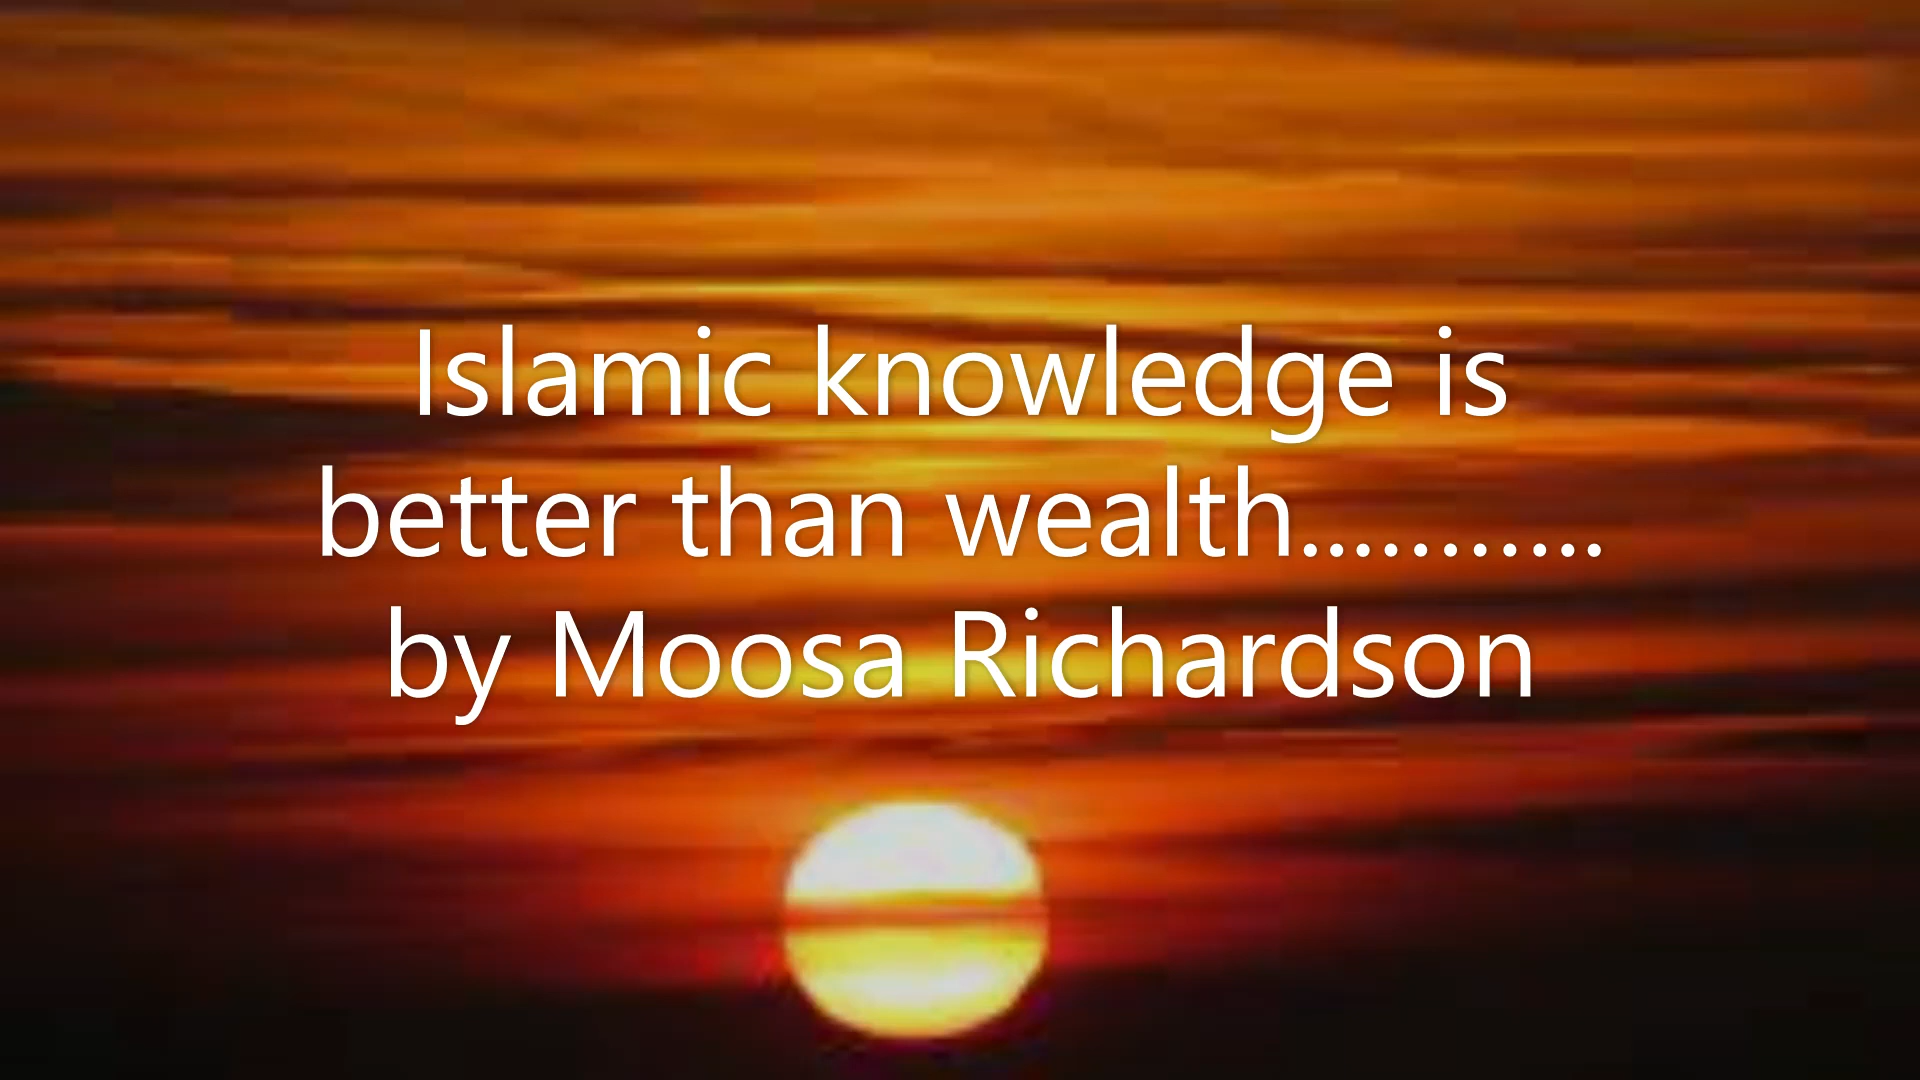 Islamic knowledge is
better than wealth...........
by Moosa Richardson